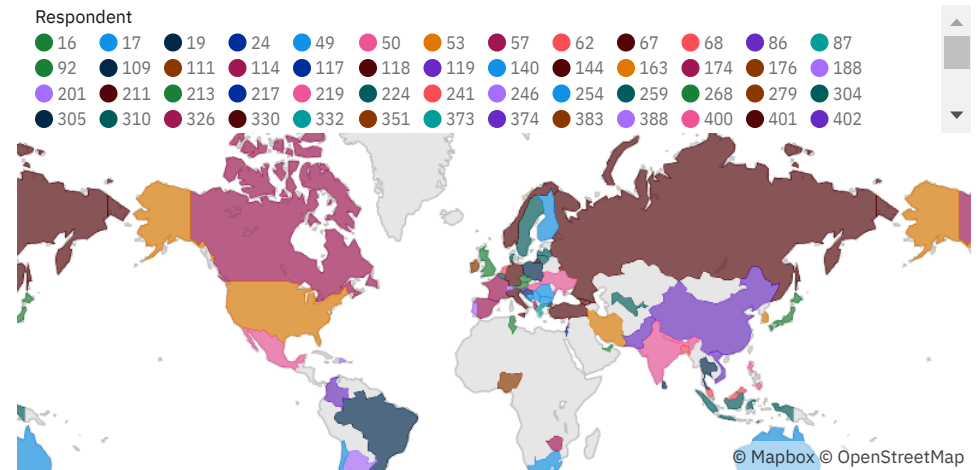 Respondent
16 17 19 24 49 50 53 57 62 67 68 86 87
92 109 111 114 117 118 119 140 144 163 174 176 188
201 211 213 217 219 224 241 246 254 259 268 279 304
305 310 326 330 332 351 373 374 383 388 400 401 402
© Mapbox © OpenStreetMap